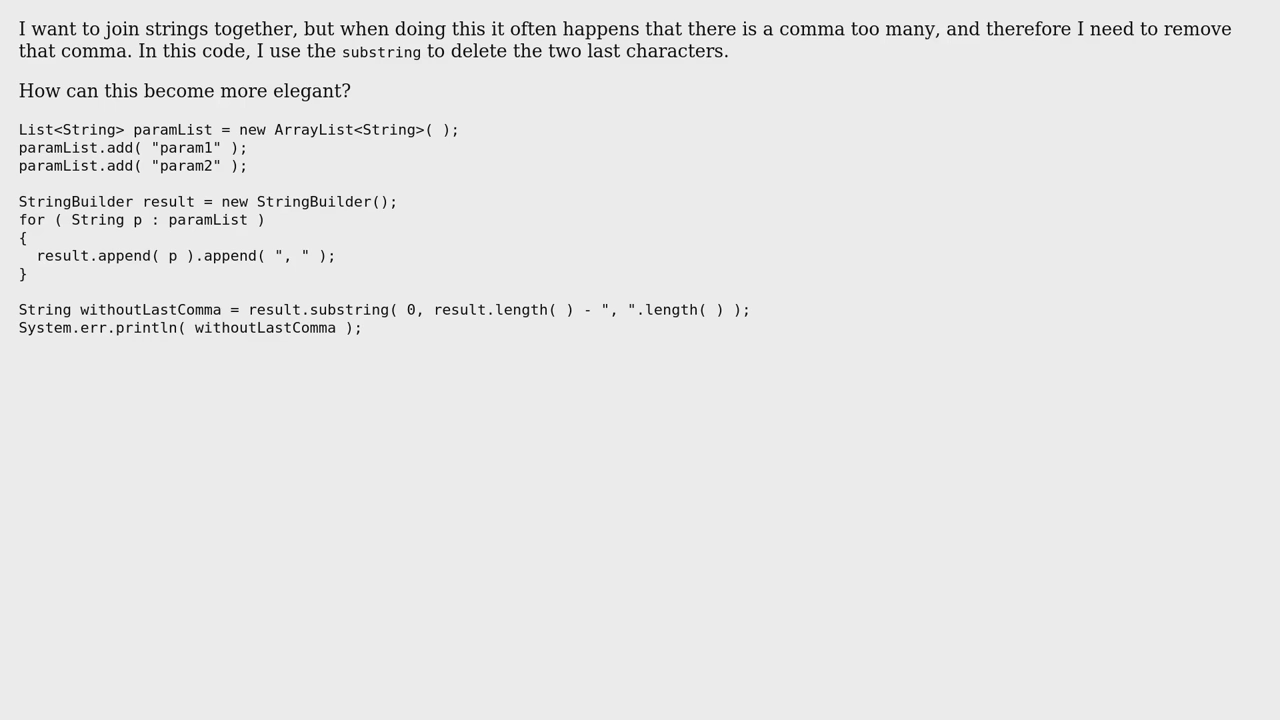 I want to join strings together, but when doing this it often happens that there is a comma too many, and therefore I need to remove
that comma. In this code, I use the substring to delete the two last characters.
How can this become more elegant?
List<String> paramList = new ArrayList<String>( );
paramList.add( "param1" );
paramList.add( "param2" );
StringBuilder result = new StringBuilder();
for ( String p : paramList )
{
  result.append( p ).append( ", " );
}
String withoutLastComma = result.substring( 0, result.length( ) - ", ".length( ) );
System.err.println( withoutLastComma );